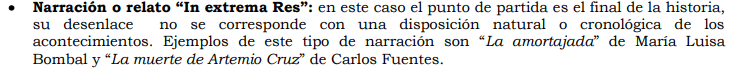 • Narración o relato “In extrema Res”: en este caso el punto de partida es el final de la historia,
su desenlace no se corresponde con una disposición natural o cronológica de los
acontecimientos. Ejemplos de este tipo de narración son “La amortajada” de María Luisa
Bombal y “La muerte de Artemio Cruz” de Carlos Fuentes.